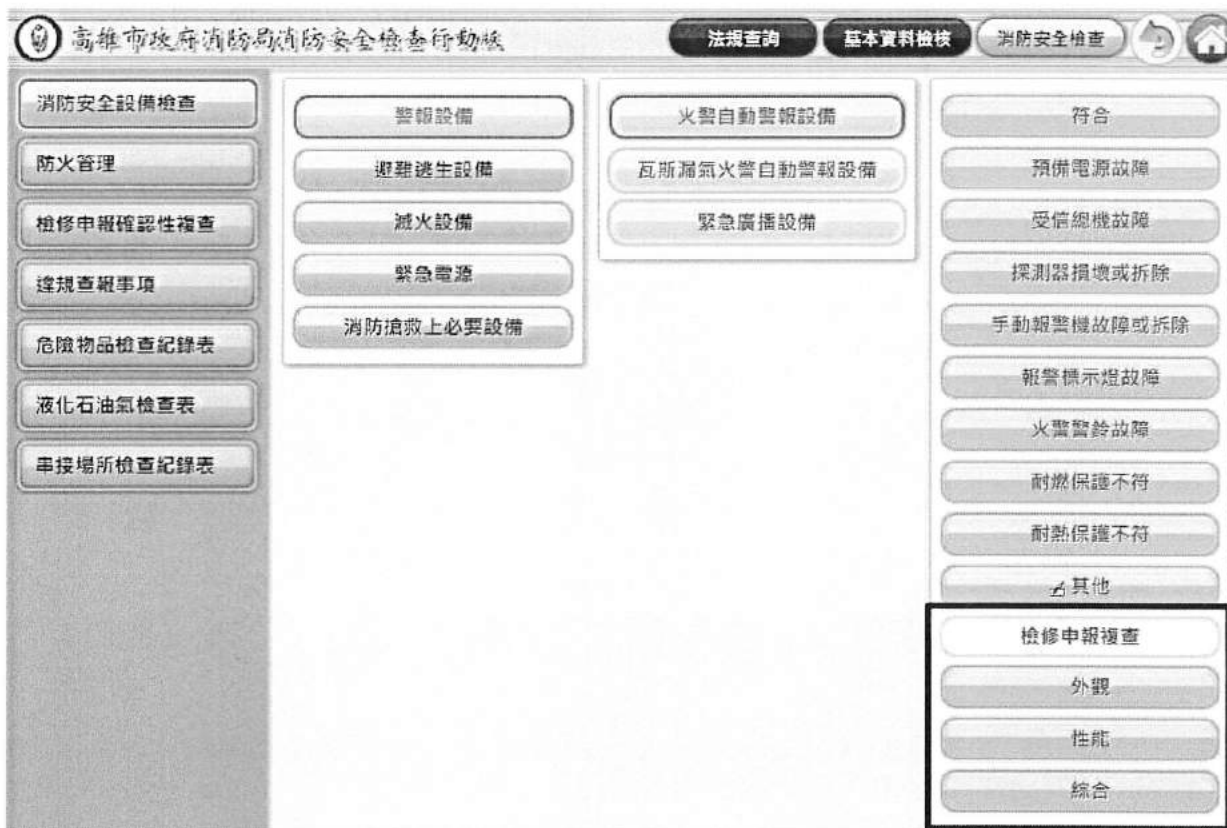 高雄市政府消防局消防安全檢查行動版
法規查詢
基本資料檢核
消防安全檢查
消防安全設備檢查
防火管理
檢修申報確認性複查
違規查報事項
危險物品檢查紀錄表
液化石油氣檢查表
串接場所檢查紀錄表
警報設備
避難逃生設備
滅火設備
緊急電源
消防搶救上必要設備
火警自動警報設備
瓦斯漏氣火警自動警報設備
緊急廣播設備
符合
預備電源故障
受信總機故障
探測器損壞或拆除
手動報警機故障或拆除
報警標示燈故障
火警警鈴故障
耐燃保護不符
耐熱保護不符
其他
檢修申報複查
外觀
性能
綜合